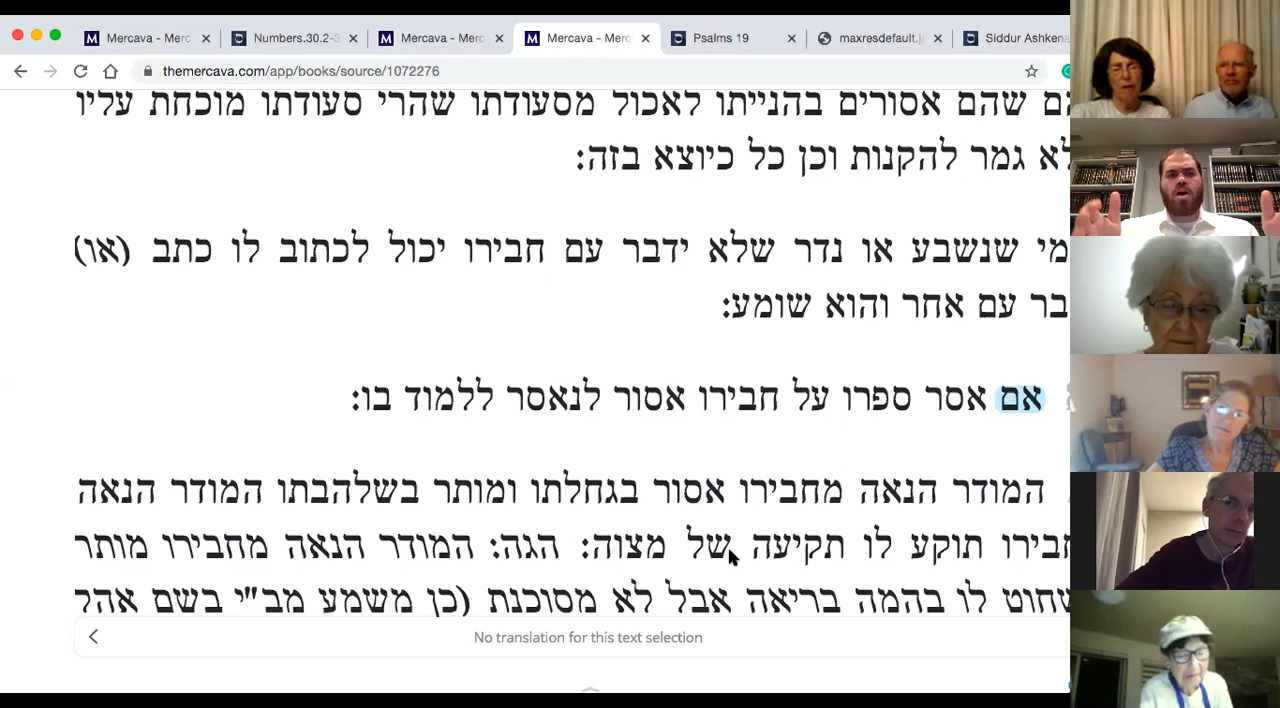 Mercava - Merc
Numbers.30.2-3
Mercava - Merc
Mercava - Merc
Psalms 19
maxresdefault.j
Siddur Ashkena
themercava.com/app/books/source/1072276
שהם אסורים בהנייתו לאכול מסעודתו שהרי סעודתו מוכחת עליו
גמר להקנות וכן כל כיוצא בזה:
מי שנשבע או נדר שלא ידבר עם חבירו יכול לכתוב לו כתב (או)
עם אחר והוא שומע:
אם אסר ספרו על חבירו אסור לנאסר ללמוד בו:
המודר הנאה מחבירו אסור בגחלתו ומותר בשלהבתו המודר הנאה
תוקע לו תקיעה של מצוה: הגה: המודר הנאה מחבירו מותר
לו בהמה בריאה אבל לא מסוכנת (כן משמע מב"י בשם אהל
No translation for this text selection